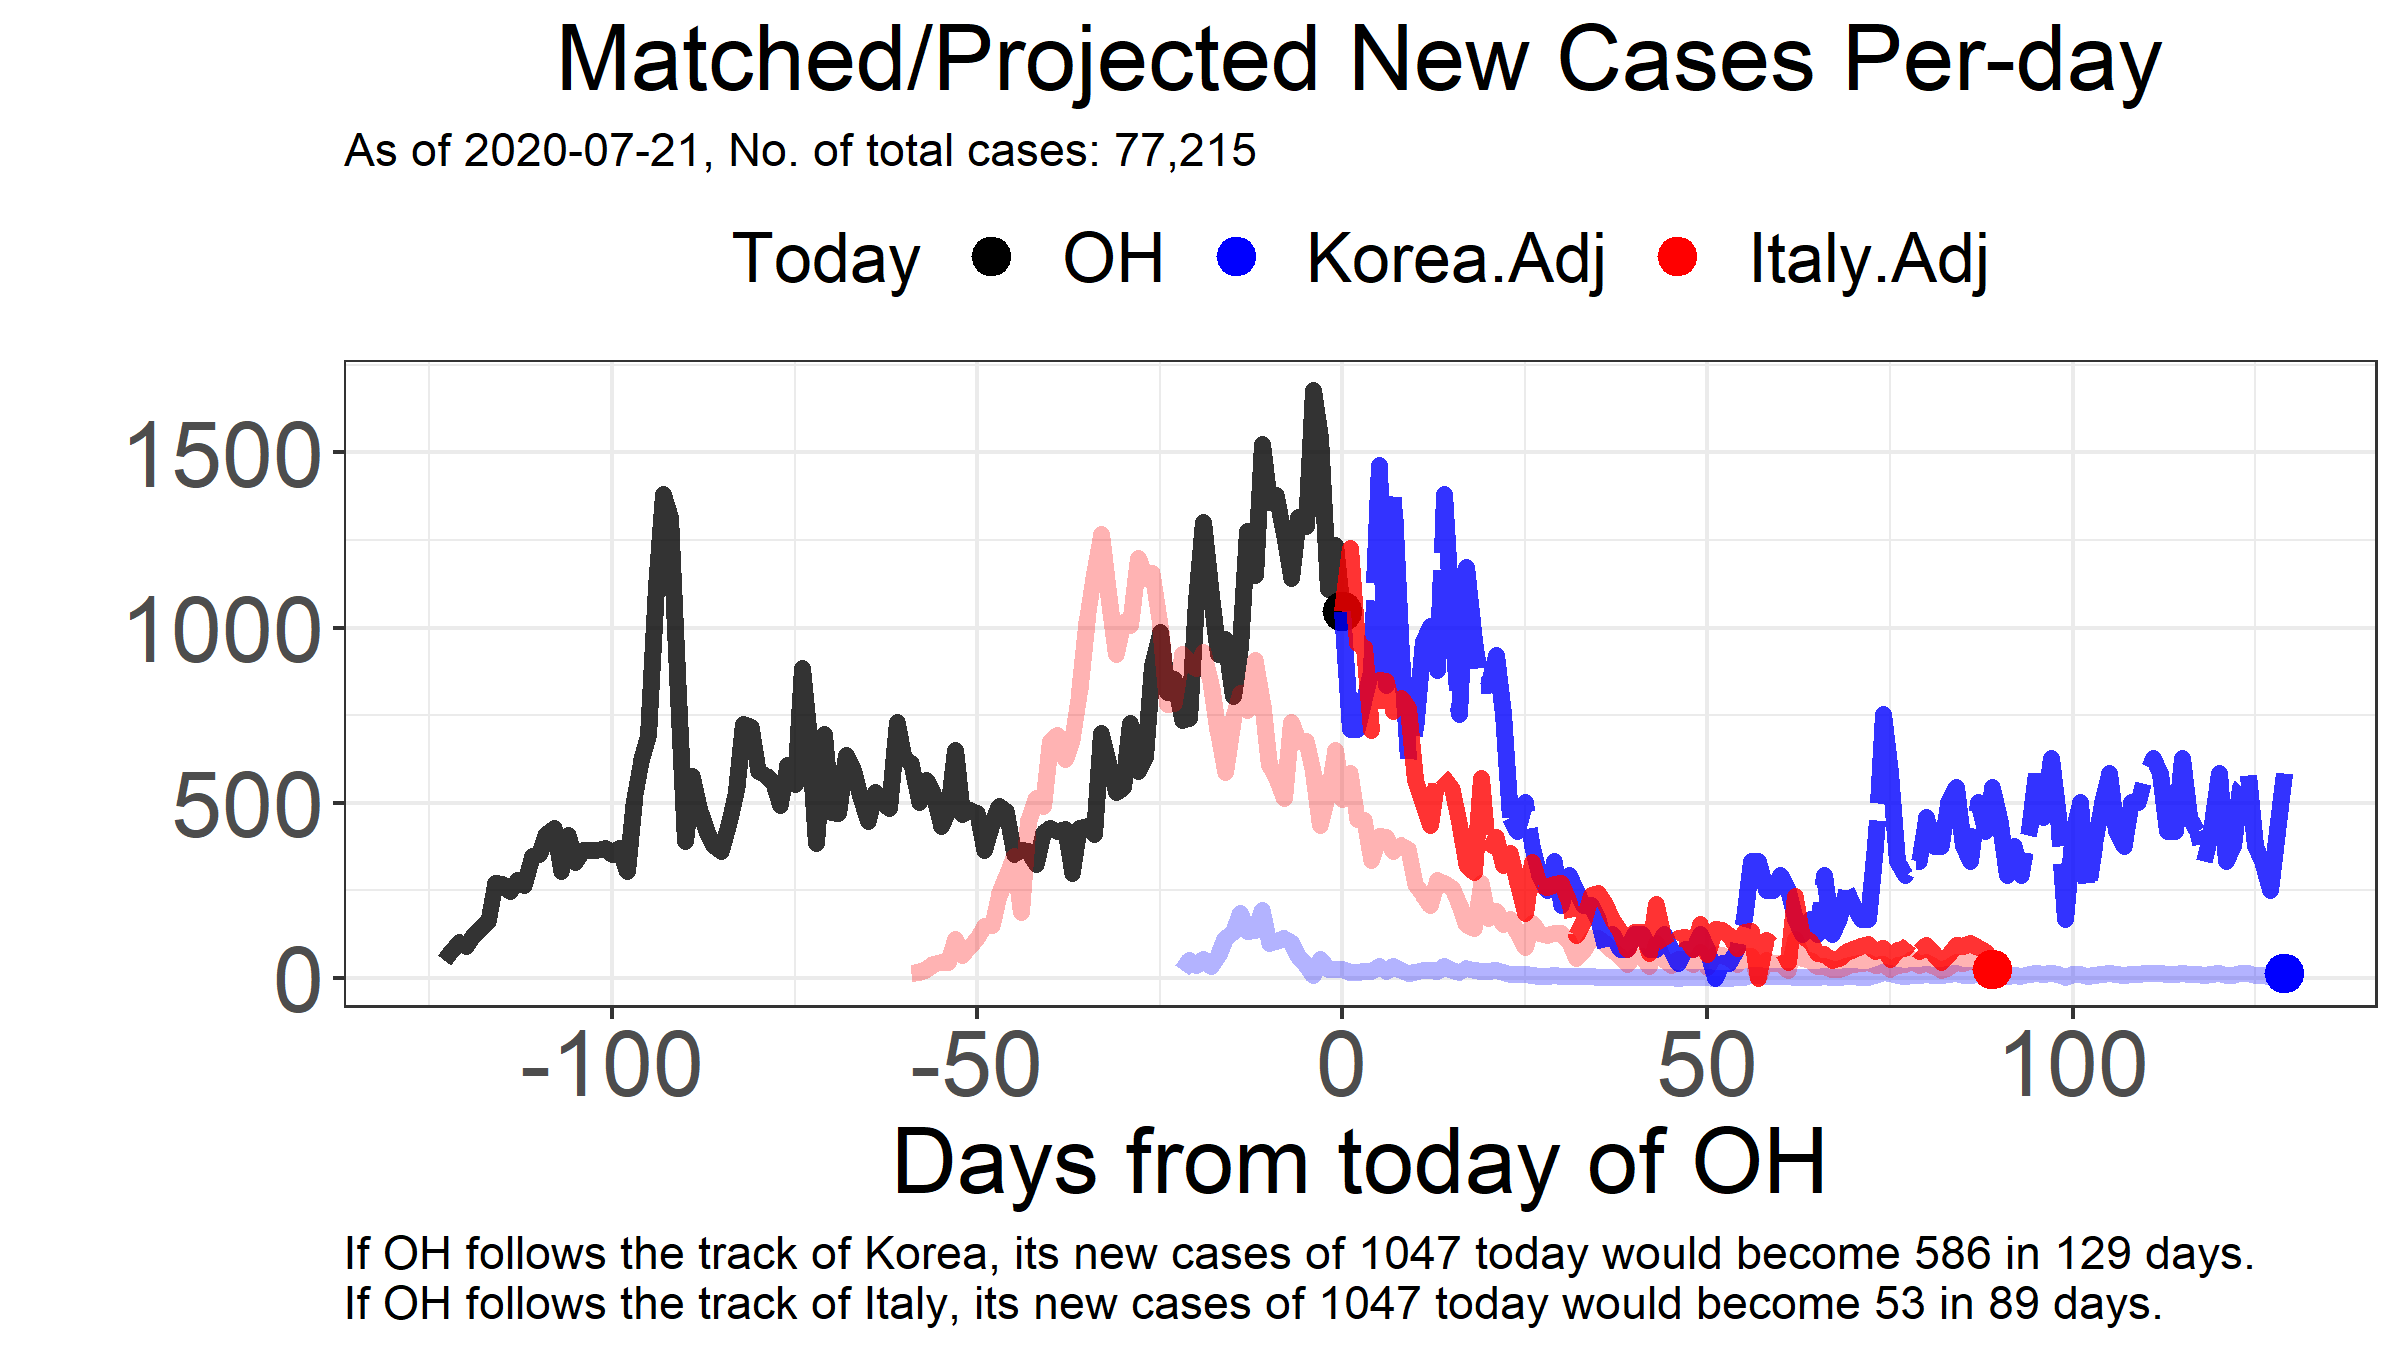 Matched/Projected New Cases Per-day
As of 2020-07-21, No. of total cases: 77,215
Today OH Korea.Adj Italy.Adj
1500
1000
500
0
-100 -50 0 50 100
Days from today of OH
If OH follows the track of Korea, its new cases of 1047 today would become 586 in 129 days.
If OH follows the track of Italy, its new cases of 1047 today would become 53 in 89 days.